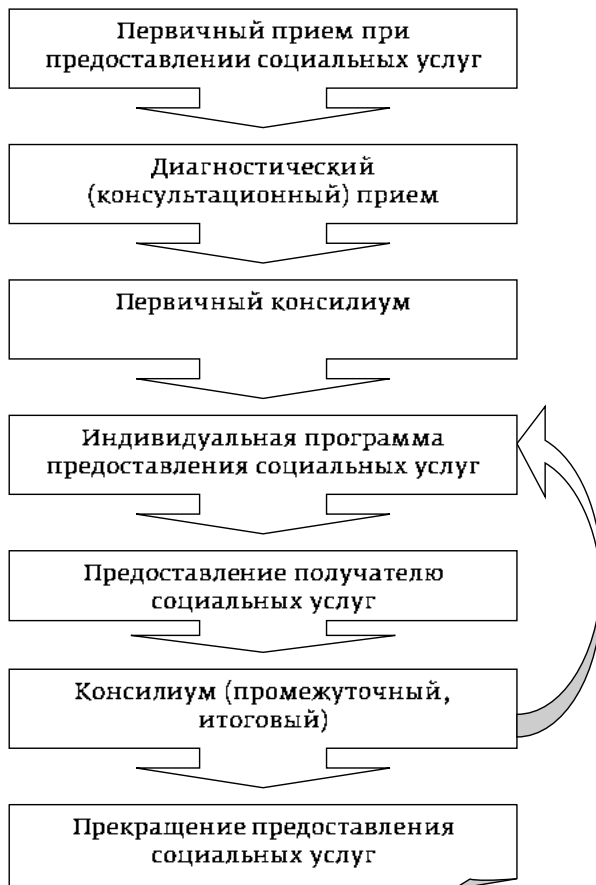 Первичный прием при
предоставлении социальных услуг
Диагностический
(консультационный) прием
Первичный консилиум
Индивидуальная программа
предоставления социальных услуг
Предоставление получателю
социальных услуг
Консилиум (промежуточный,
итоговый)
Прекращение предоставления
социальных услуг